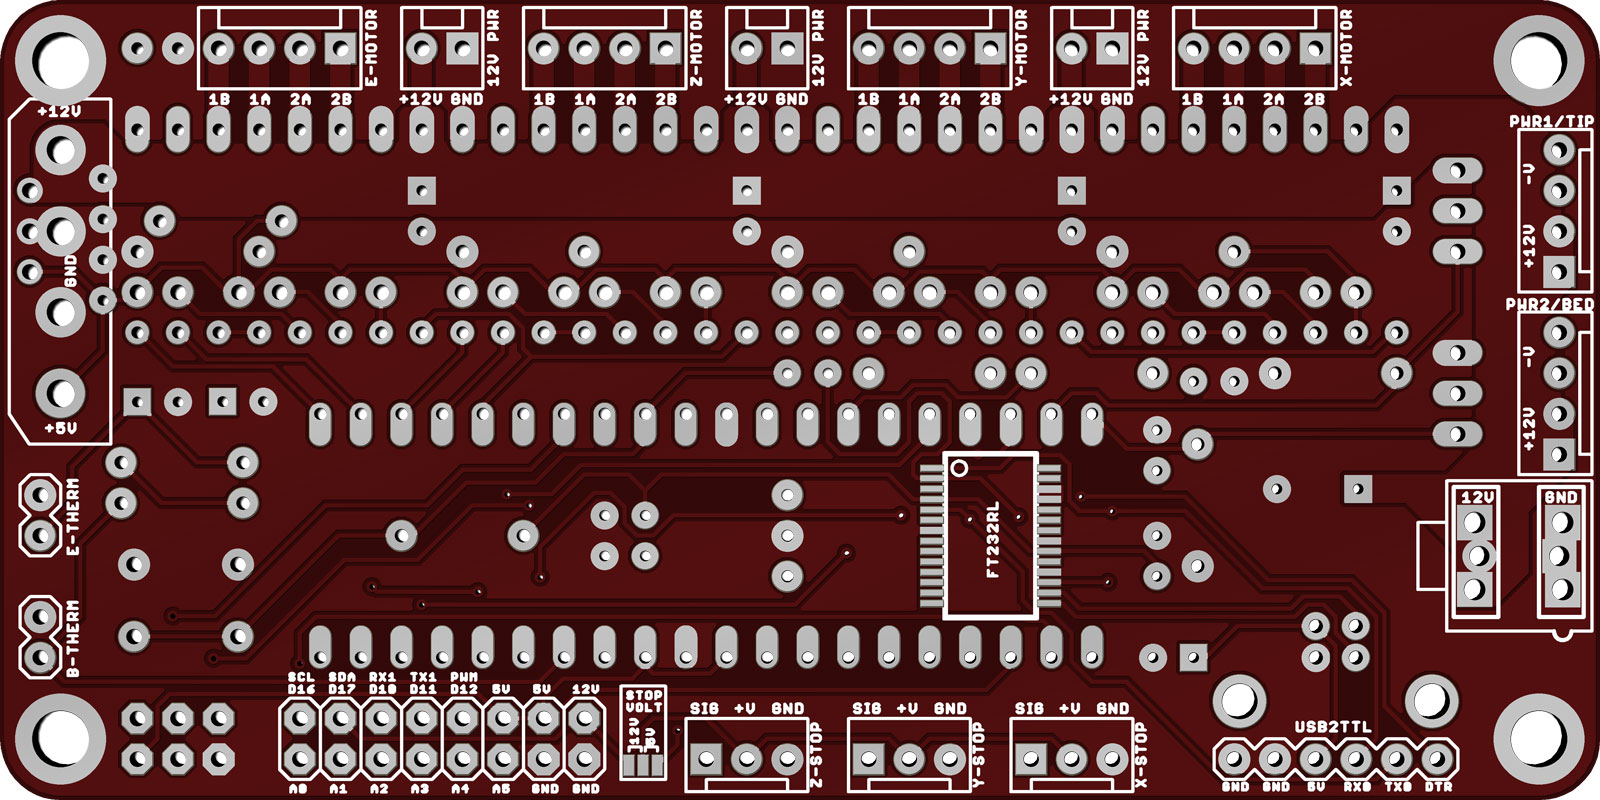 E-MOTOR
1B 1A 2A 2B
12V PWR
+12V GND
Z-MOTOR
1B 1A 2A 2B
12V PWR
+12V GND
Y-MOTOR
1B 1A 2A 2B
12V PWR
+12V GND
X-MOTOR
1B 1A 2A 2B
+12V
GND
+5V
PWR1/TIP
-V
+12V
PWR2/BED
-V
+12V
12V GND
E-THERM
B-THERM
FT232RL
SCL SDA RX1 TX1 PWM
D16 D17 D10 D11 D12 5V 5V 12V
A0 A1 A2 A3 A4 A5 GND GND
STOP
VOLT
12V 5V
SIG +V GND
Z-STOP
SIG +V GND
Y-STOP
SIG +V GND
X-STOP
USB2TTL
GND GND 5V RX0 TX0 DTR